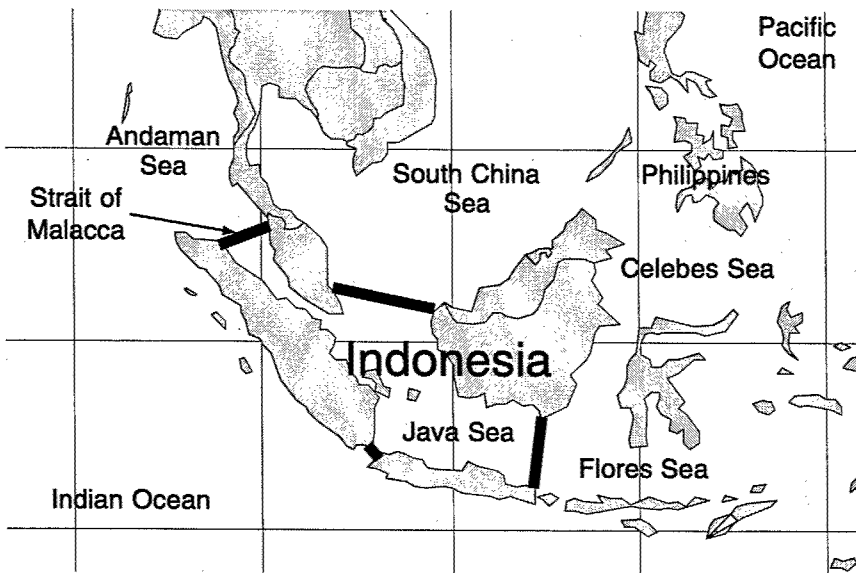 Pacific
Ocean
Andaman
Sea
South China
Sea
Philippines
Strait of
Malacca
Celebes Sea
Indonesia
Java Sea
Flores Sea
Indian Ocean